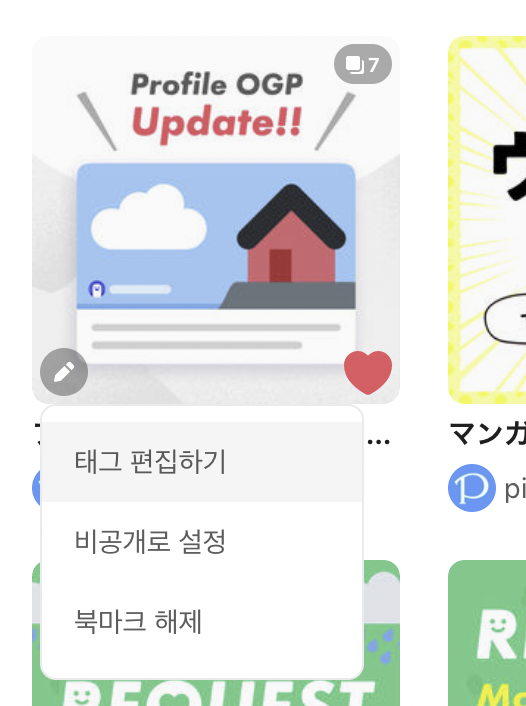 7
Profile OGP
Update!!
...
マンガ
pi
태그 편집하기
비공개로 설정
북마크 해제
REQUEST